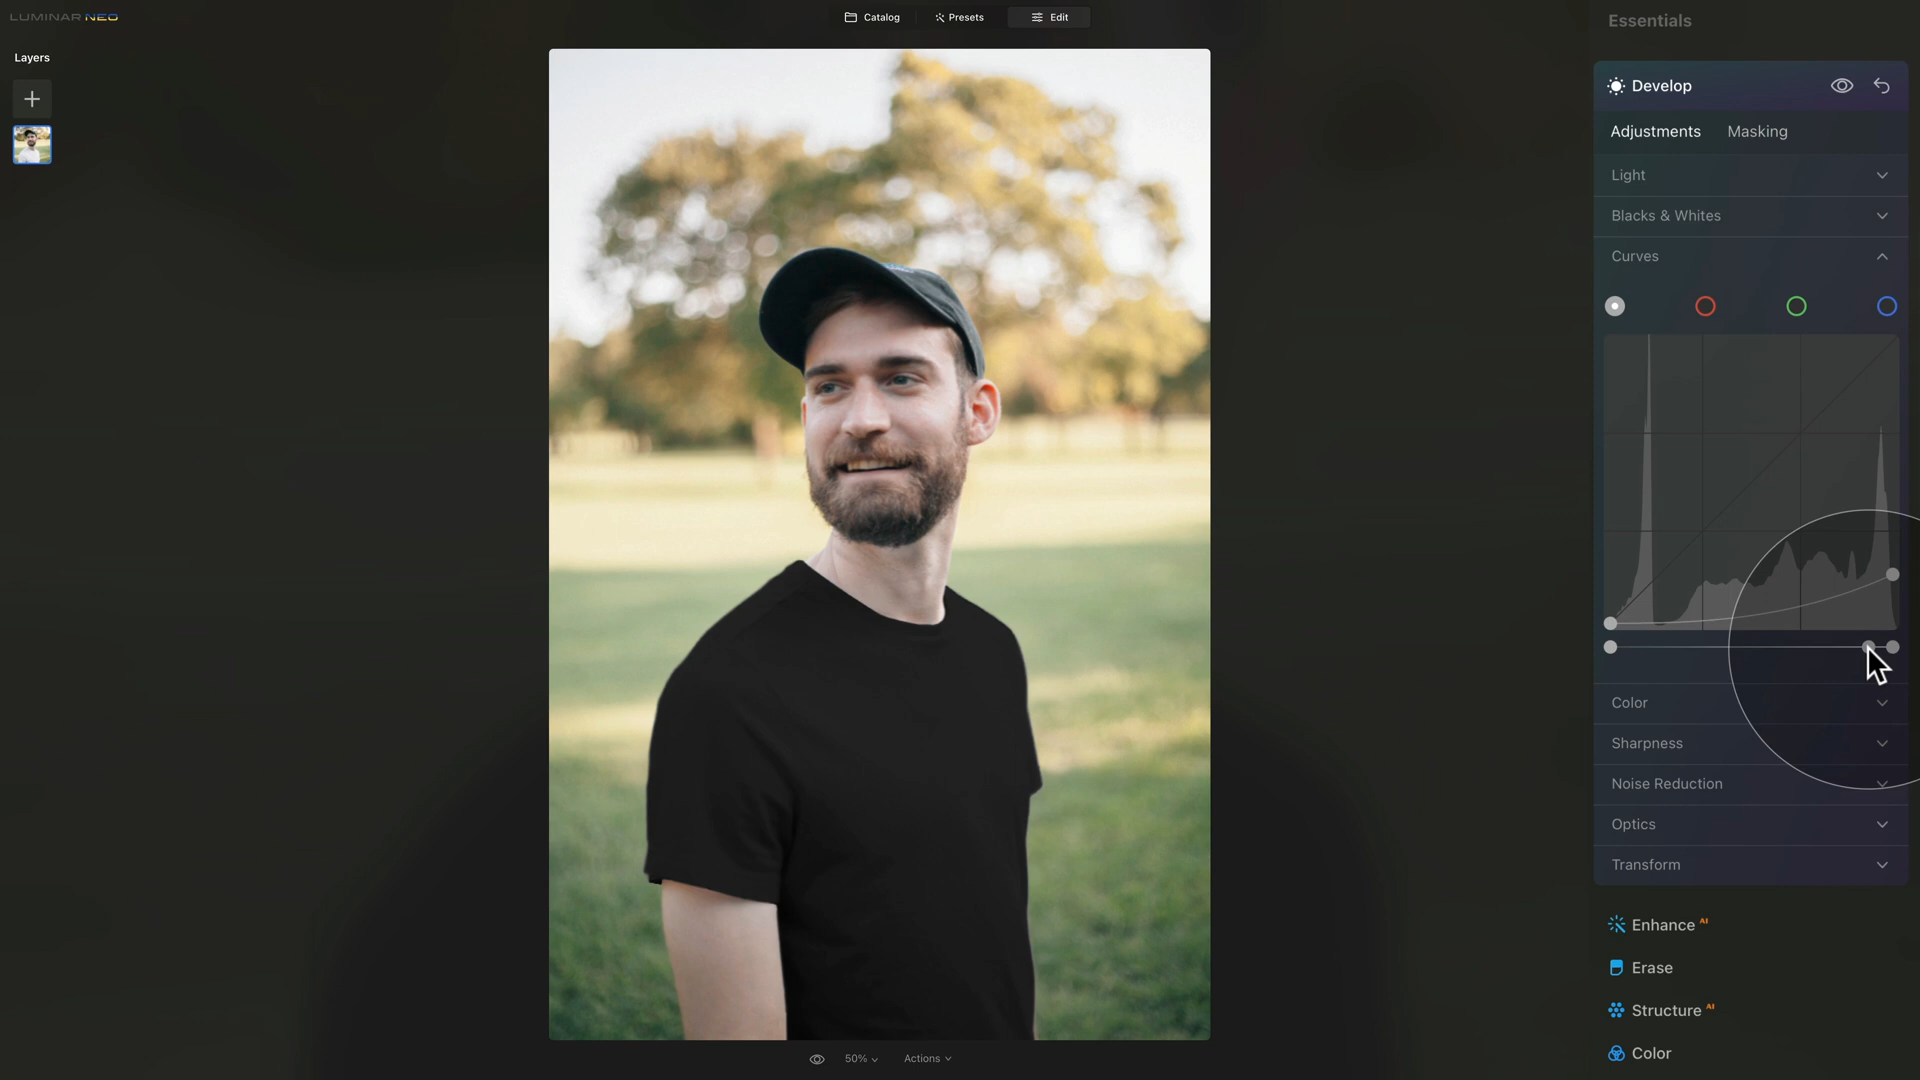 LUMINAR NEO
Catalog
Presets
Edit
Layers
Essentials
Develop
Adjustments
Masking
Light
Blacks & Whites
Curves
Color
Sharpness
Noise Reduction
Optics
Transform
Enhance AI
Erase
Structure AI
Color
50%
Actions